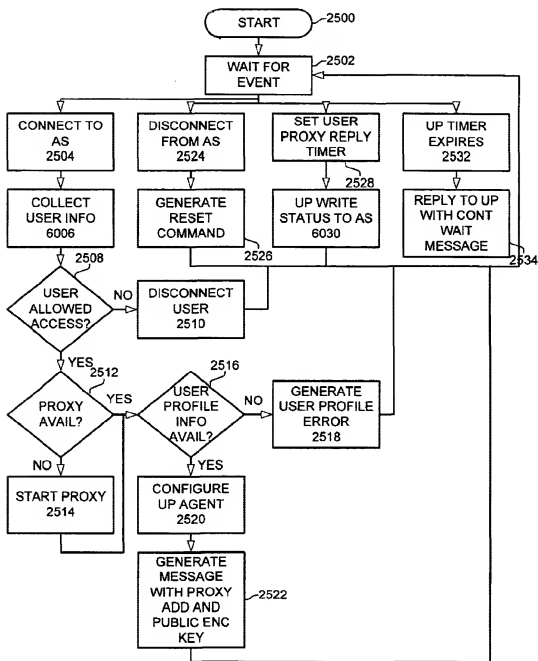 START
2500
2502
WAIT FOR
EVENT
CONNECT TO
AS
2504
DISCONNECT
FROM AS
2524
SET USER
PROXY REPLY
TIMER
2528
UP TIMER
EXPIRES
2532
COLLECT
USER INFO
6006
GENERATE
RESET
COMMAND
2526
UP WRITE
STATUS TO AS
6030
REPLY TO UP
WITH CONT
WAIT
MESSAGE
2534
2508
USER
ALLOWED
ACCESS?
NO
DISCONNECT
USER
2510
YES
2512
PROXY
AVAIL?
YES
2516
USER
PROFILE
INFO
AVAIL?
NO
GENERATE
USER PROFILE
ERROR
2518
NO
YES
START PROXY
2514
CONFIGURE
UP AGENT
2520
GENERATE
MESSAGE
WITH PROXY
ADD AND
PUBLIC ENC
KEY
2522